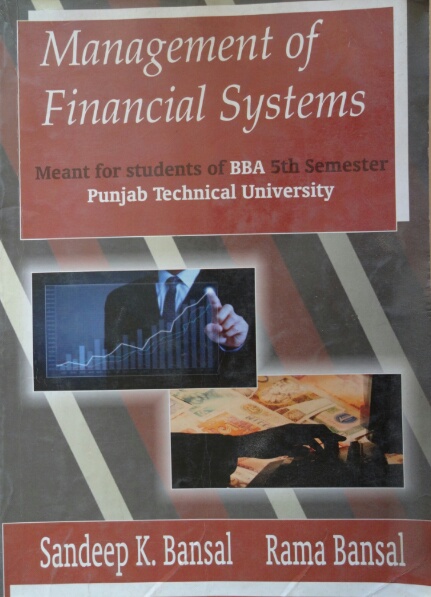 Management of
Financial Systems
Meant for students of BBA 5th Semester
Punjab Technical University
Sandeep K. Bansal Rama Bansal